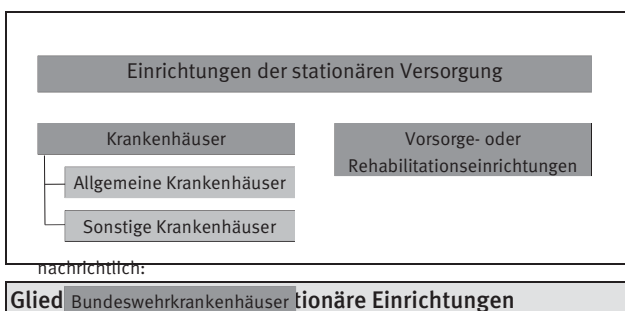 Einrichtungen der stationären Versorgung
Krankenhäuser
Allgemeine Krankenhäuser
Sonstige Krankenhäuser
Vorsorge- oder
Rehabilitationseinrichtungen
nachrichtlich:
Bundeswehrkrankenhäuser
Glied tionäre Einrichtungen